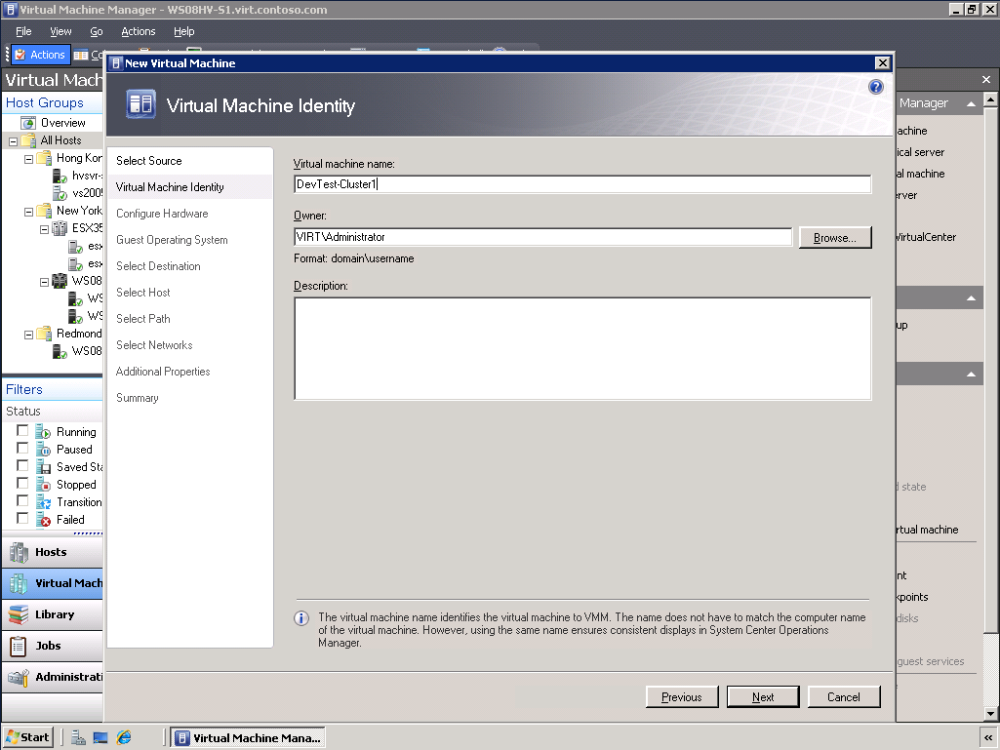 Virtual Machine Manager - WS08HV-S1.virt.contoso.com
File View Go Actions Help
Actions
Virtual Mach
Host Groups
Overview
All Hosts
Hong Kon
hvsvr-
vs2005
New York
ESX35
esx
esx
WS08
WS
WS
Redmond
WS08
Filters
Status
Running
Paused
Saved Sta
Stopped
Transition
Failed
Hosts
Virtual Mach
Library
Jobs
Administrati
New Virtual Machine
Virtual Machine Identity
Select Source
Virtual Machine Identity
Configure Hardware
Guest Operating System
Select Destination
Select Host
Select Path
Select Networks
Additional Properties
Summary
Virtual machine name:
DevTest-Cluster1
Owner:
VIRT\Administrator
Browse...
Format: domain\username
Description:
The virtual machine name identifies the virtual machine to VMM. The name does not have to match the computer name
of the virtual machine. However, using the same name ensures consistent displays in System Center Operations
Manager.
Previous Next Cancel
Manager
achine
ical server
al machine
erver
VirtualCenter
up
d state
rtual machine
nt
kpoints
disks
guest services
Start
Virtual Machine Mana...